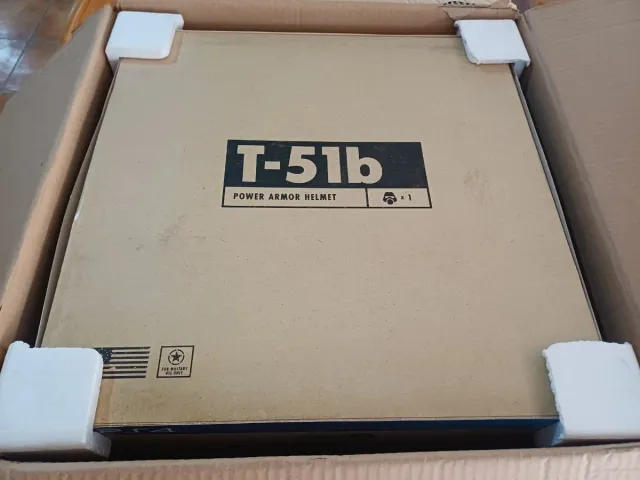 T-51b
POWER ARMOR HELMET
x 1
FOR MILITARY
USE ONLY